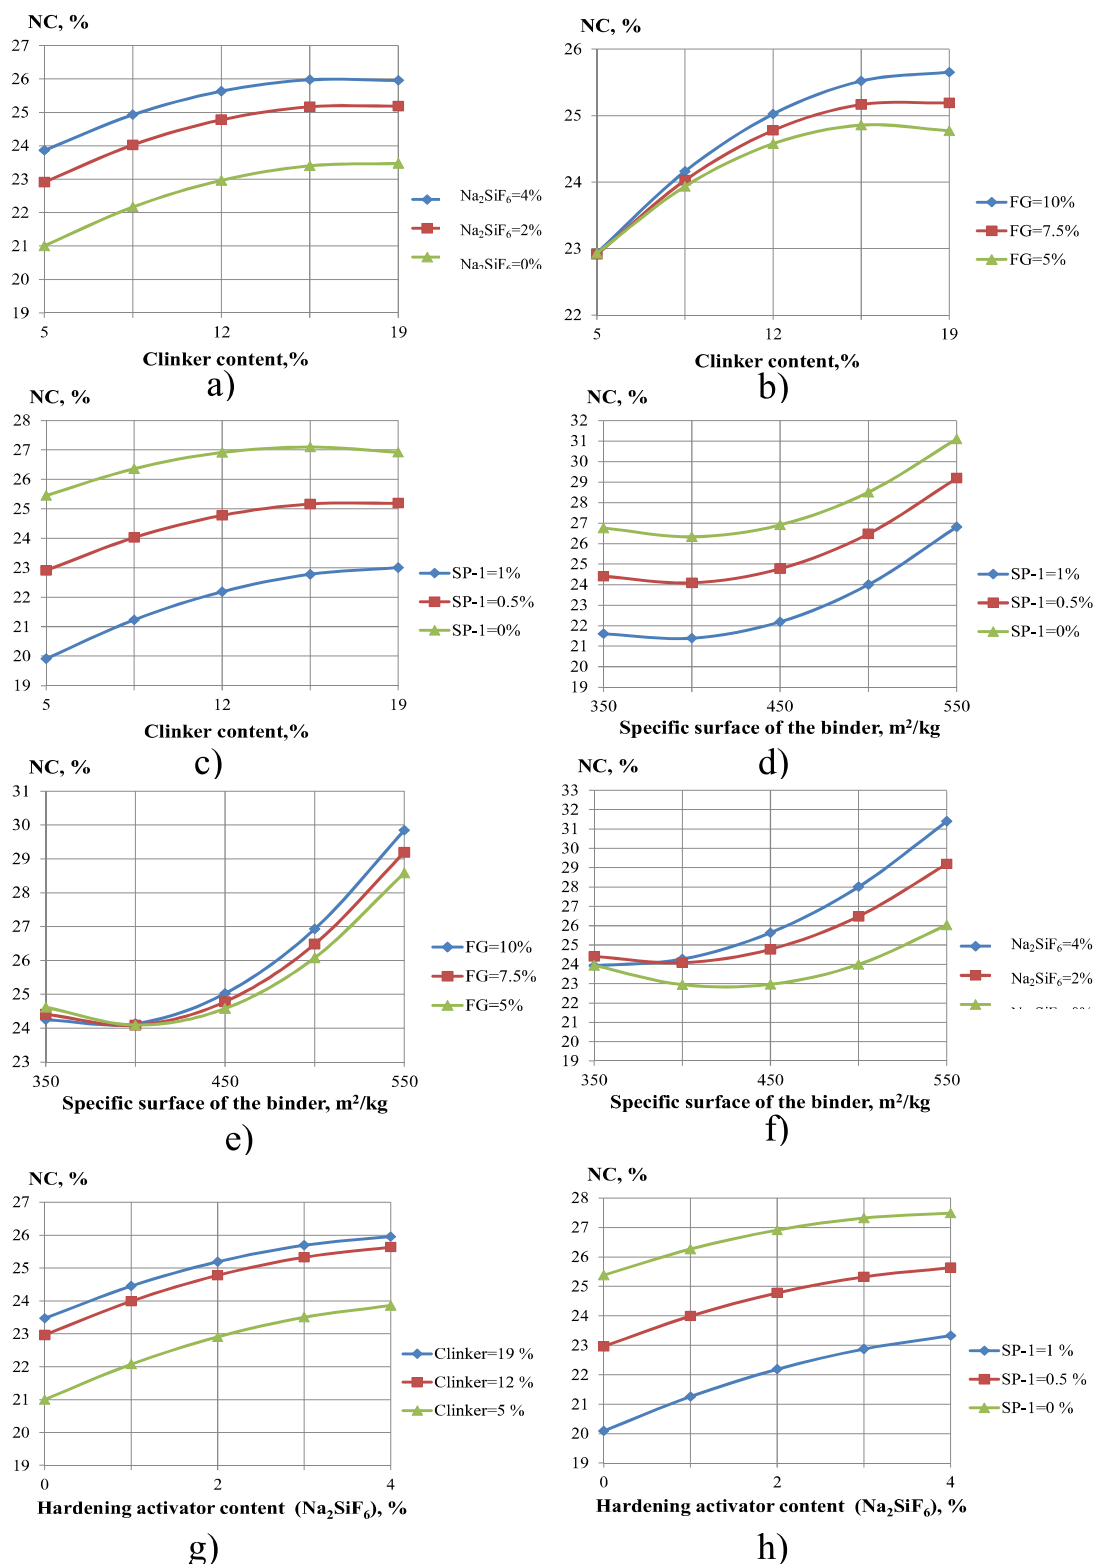 NC, %
27
26
25
24
23
22
21
20
19
5
12
19
Clinker content,%
Na₂SiF₆=4%
Na₂SiF₆=2%
Na₂SiF₆=0%
a)
NC, %
26
25
24
23
22
5
12
19
Clinker content,%
FG=10%
FG=7.5%
FG=5%
b)
NC, %
28
27
26
25
24
23
22
21
20
19
5
12
19
Clinker content,%
SP-1=1%
SP-1=0.5%
SP-1=0%
c)
NC, %
32
31
30
29
28
27
26
25
24
23
22
21
20
19
350
450
550
Specific surface of the binder, m²/kg
SP-1=1%
SP-1=0.5%
SP-1=0%
d)
NC, %
31
30
29
28
27
26
25
24
23
350
450
550
Specific surface of the binder, m²/kg
FG=10%
FG=7.5%
FG=5%
e)
NC, %
33
32
31
30
29
28
27
26
25
24
23
22
21
20
19
350
450
550
Specific surface of the binder, m²/kg
Na₂SiF₆=4%
Na₂SiF₆=2%
f)
NC, %
27
26
25
24
23
22
21
20
19
0
2
4
Hardening activator content (Na₂SiF₆), %
Clinker=19 %
Clinker=12 %
Clinker=5 %
g)
NC, %
28
27
26
25
24
23
22
21
20
19
0
2
4
Hardening activator content (Na₂SiF₆), %
SP-1=1 %
SP-1=0.5 %
SP-1=0 %
h)